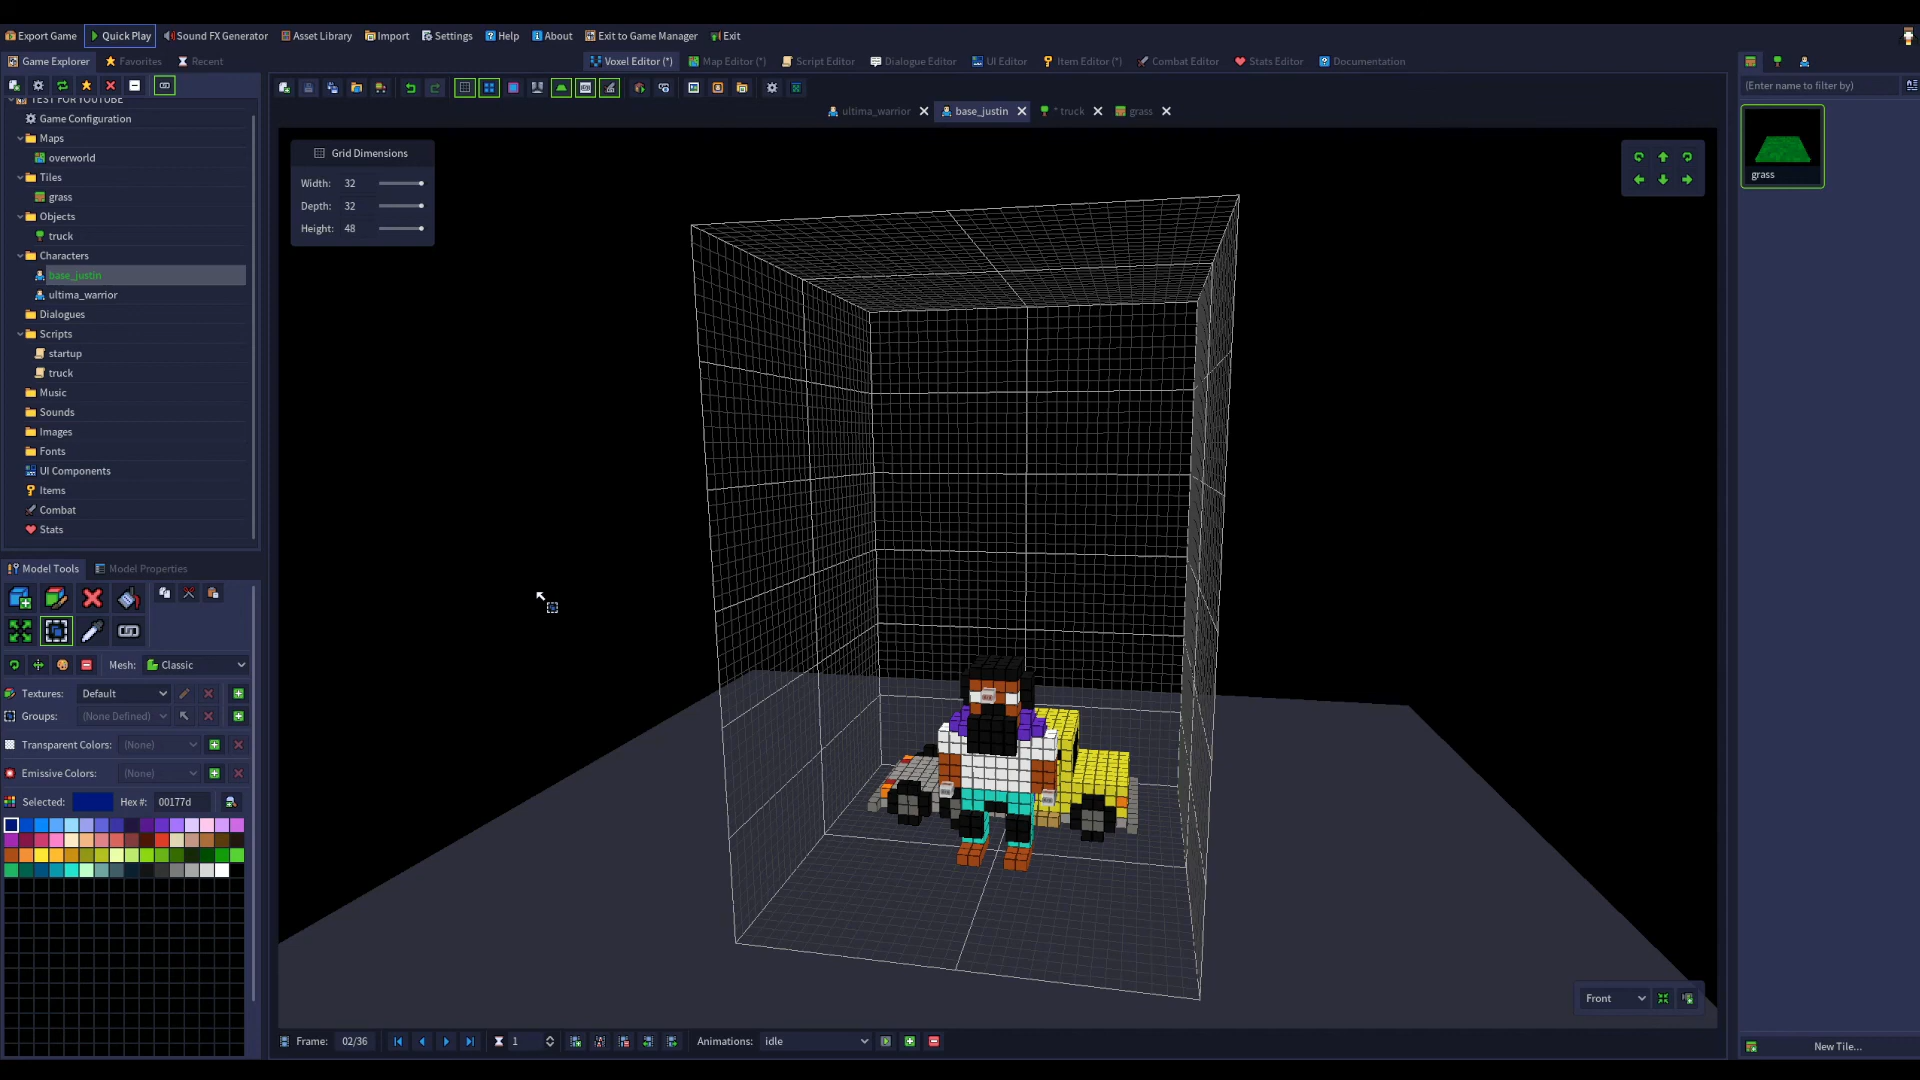 Export Game Quick Play Sound FX Generator Asset Library Import Settings Help About Exit to Game Manager Exit
Game Explorer Favorites Recent Voxel Editor (*) Map Editor (*) Script Editor Dialogue Editor UI Editor Item Editor (*) Combat Editor Stats Editor Documentation
(Enter name to filter by)
TEST FOR YOUTUBE
ultima_warrior base_justin * truck grass
Game Configuration
Maps
overworld
Tiles
grass
Objects
truck
Characters
base_justin
ultima_warrior
Dialogues
Scripts
startup
truck
Music
Sounds
Images
Fonts
UI Components
Items
Combat
Stats
Grid Dimensions
Width: 32
Depth: 32
Height: 48
grass
Model Tools Model Properties
Mesh: Classic
Textures: Default
Groups: (None Defined)
Transparent Colors: (None)
Emissive Colors: (None)
Selected: Hex #: 00177d
Front
Frame: 02/36 1 Animations: idle
New Tile...